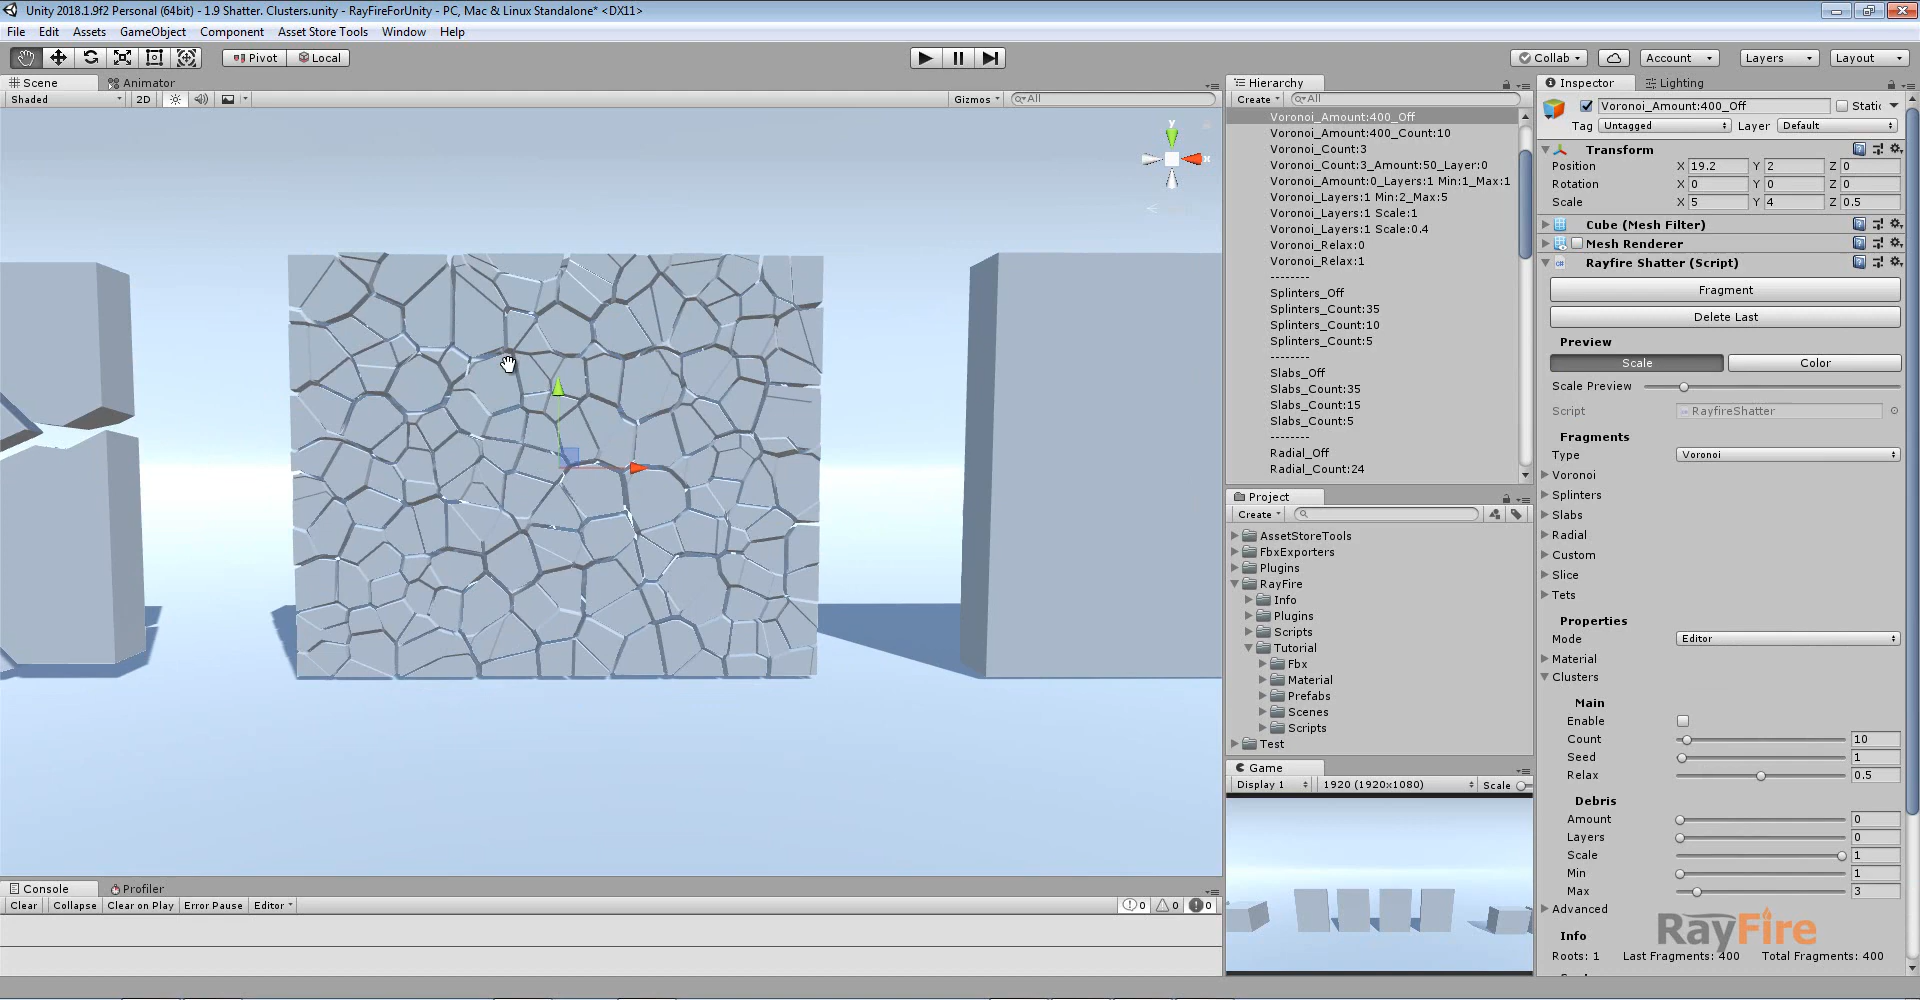 Unity 2018.1.9f2 Personal (64bit) - 1.9 Shatter. Clusters.unity - RayFireForUnity - PC, Mac & Linux Standalone* <DX11>
File Edit Assets GameObject Component Asset Store Tools Window Help
Pivot Local Collab Account Layers Layout
Scene Animator
Shaded 2D Gizmos All
y
x
Hierarchy
Create All
Voronoi_Amount:400_Off
Voronoi_Amount:400_Count:10
Voronoi_Count:3
Voronoi_Count:3_Amount:50_Layer:0
Voronoi_Amount:0_Layers:1 Min:1_Max:1
Voronoi_Layers:1 Min:2_Max:5
Voronoi_Layers:1 Scale:1
Voronoi_Layers:1 Scale:0.4
Voronoi_Relax:0
Voronoi_Relax:1
--------
Splinters_Off
Splinters_Count:35
Splinters_Count:10
Splinters_Count:5
--------
Slabs_Off
Slabs_Count:35
Slabs_Count:15
Slabs_Count:5
--------
Radial_Off
Radial_Count:24
Project
Create
AssetStoreTools
FbxExporters
Plugins
RayFire
Info
Plugins
Scripts
Tutorial
Fbx
Material
Prefabs
Scenes
Scripts
Test
Game
Display 1 1920 (1920x1080) Scale
Inspector Lighting
Voronoi_Amount:400_Off Static
Tag Untagged Layer Default
Transform
Position X 19.2 Y 2 Z 0
Rotation X 0 Y 0 Z 0
Scale X 5 Y 4 Z 0.5
Cube (Mesh Filter)
Mesh Renderer
Rayfire Shatter (Script)
Fragment
Delete Last
Preview
Scale Color
Scale Preview
Script RayfireShatter
Fragments
Type Voronoi
Voronoi
Splinters
Slabs
Radial
Custom
Slice
Tets
Properties
Mode Editor
Material
Clusters
Main
Enable
Count 10
Seed 1
Relax 0.5
Debris
Amount 0
Layers 0
Scale 1
Min 1
Max 3
Advanced
RayFire
Info
Roots: 1 Last Fragments: 400 Total Fragments: 400
Console Profiler
Clear Collapse Clear on Play Error Pause Editor 0 0 0